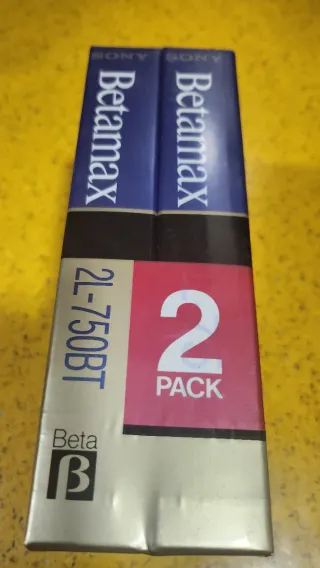 SONY
Betamax
SONY
Betamax
2L-750BT
2
PACK
Beta
β